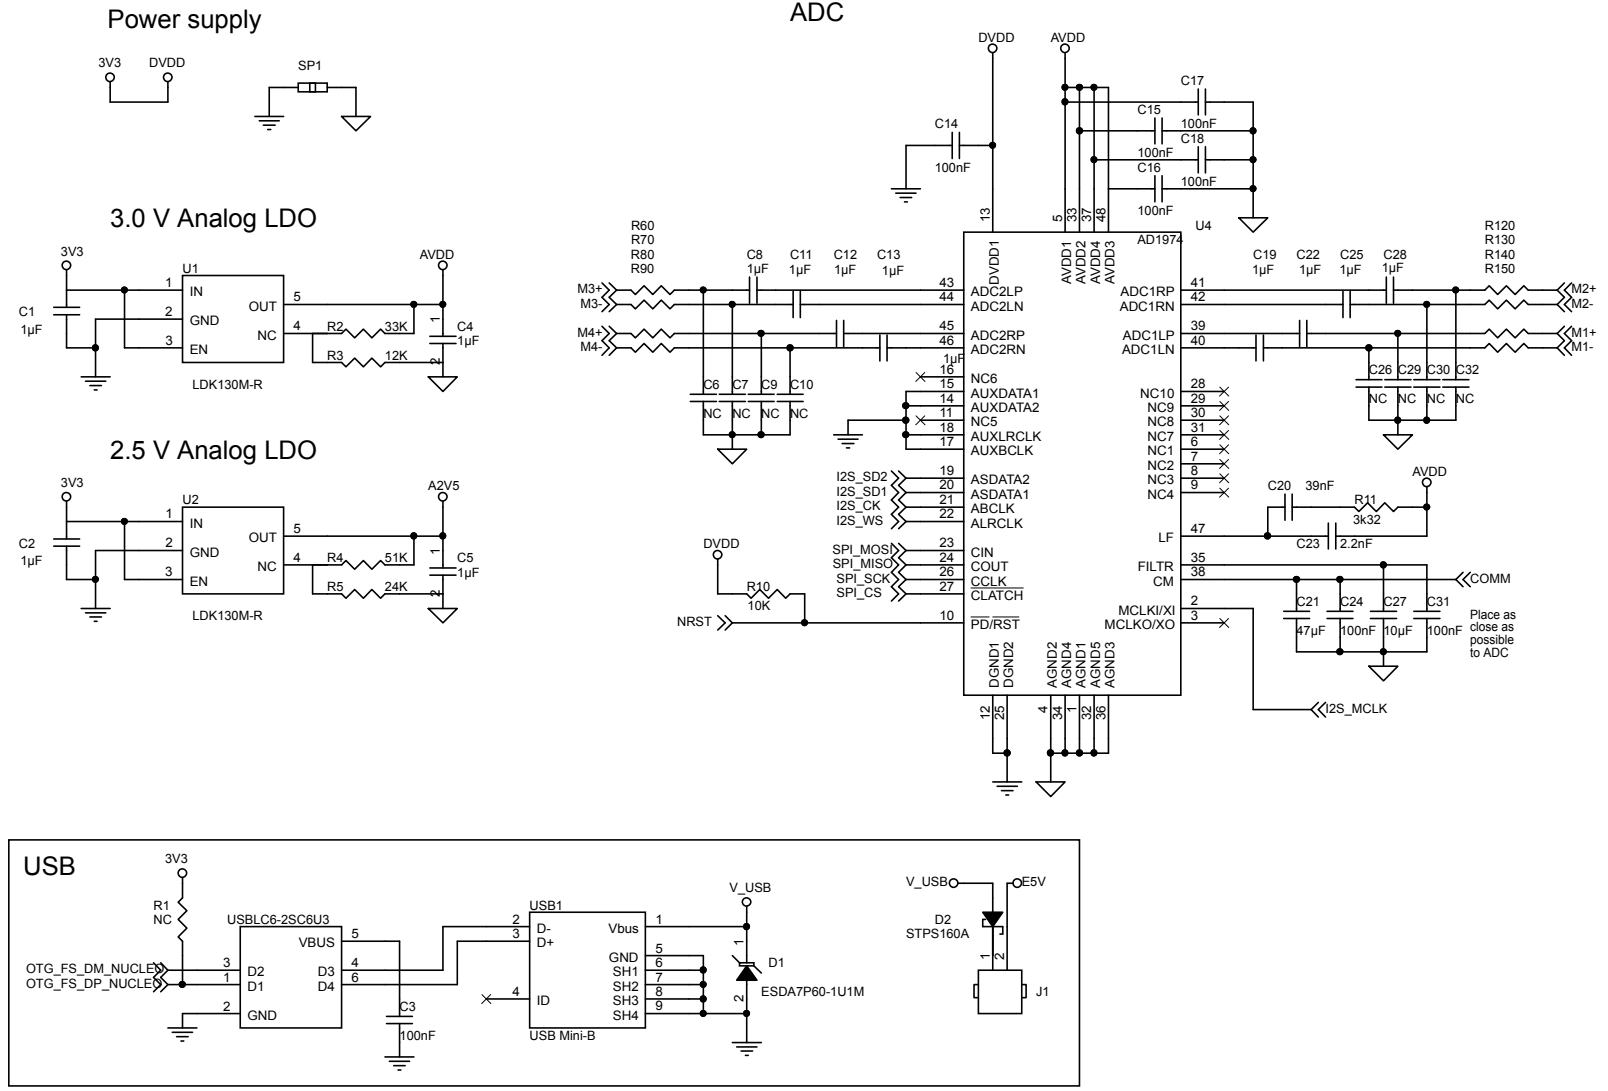 Power supply
3V3
DVDD
SP1
3.0 V Analog LDO
3V3
AVDD
U1
1
IN
2
GND
3
EN
OUT
5
NC
4
C1
1µF
R2
33K
R3
12K
1
C4
1µF
2
LDK130M-R
2.5 V Analog LDO
3V3
A2V5
U2
1
IN
2
GND
3
EN
OUT
5
NC
4
C2
1µF
R4
51K
R5
24K
1
C5
1µF
2
LDK130M-R
ADC
DVDD
AVDD
C14
100nF
C17
C15
100nF
100nF
C18
C16
100nF
100nF
13
5
33
37
48
U4
AD1974
DVDD1
AVDD1
AVDD2
AVDD4
AVDD3
R60
R70
R80
R90
C8
1µF
C11
1µF
C12
1µF
C13
1µF
M3+
M3-
M4+
M4-
43
ADC2LP
44
ADC2LN
45
ADC2RP
46
ADC2RN
1µF
16
NC6
15
AUXDATA1
14
AUXDATA2
11
NC5
18
AUXLRCLK
17
AUXBCLK
C6
C7
C9
C10
NC
NC
NC
NC
I2S_SD2
19
ASDATA2
I2S_SD1
20
ASDATA1
I2S_CK
21
ABCLK
I2S_WS
22
ALRCLK
SPI_MOSI
23
CIN
SPI_MISO
24
COUT
SPI_SCK
26
CCLK
SPI_CS
27
CLATCH
DVDD
R10
10K
NRST
10
PD/RST
DGND1
DGND2
AGND2
AGND4
AGND1
AGND5
AGND3
12
25
4
34
1
32
36
C19
1µF
C22
1µF
C25
1µF
C28
1µF
R120
R130
R140
R150
ADC1RP
41
ADC1RN
42
ADC1LP
39
ADC1LN
40
M2+
M2-
M1+
M1-
C26
C29
C30
C32
NC
NC
NC
NC
NC10
28
NC9
29
NC8
30
NC7
31
NC1
6
NC2
7
NC3
8
NC4
9
LF
47
C20
39nF
R11
3k32
AVDD
C23
2.2nF
FILTR
35
CM
38
COMM
MCLKI/XI
2
MCLKO/XO
3
C21
47µF
C24
100nF
C27
10µF
C31
100nF
Place as
close as
possible
to ADC
I2S_MCLK
USB
3V3
R1
NC
USBLC6-2SC6U3
OTG_FS_DM_NUCLEO
OTG_FS_DP_NUCLEO
3
D2
1
D1
2
GND
VBUS
5
D3
4
D4
6
C3
100nF
USB1
2
D-
3
D+
4
ID
Vbus
1
GND
5
SH1
6
SH2
7
SH3
8
SH4
9
USB Mini-B
V_USB
1
D1
2
ESDA7P60-1U1M
V_USB
E5V
D2
STPS160A
1
2
J1